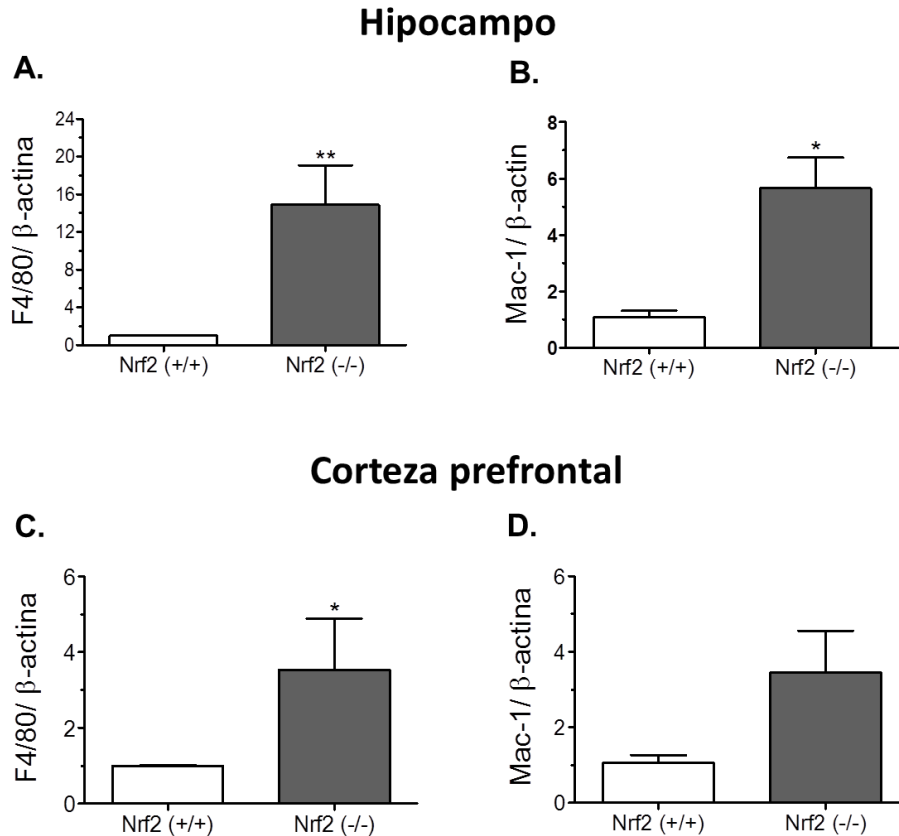 Hipocampo
A.
F4/80/ β-actina
24
20
16
12
8
4
0
**
Nrf2 (+/+)
Nrf2 (-/-)
B.
Mac-1/ β-actin
8
6
4
2
0
*
Nrf2 (+/+)
Nrf2 (-/-)
Corteza prefrontal
C.
F4/80/ β-actina
6
4
2
0
*
Nrf2 (+/+)
Nrf2 (-/-)
D.
Mac-1/ β-actina
6
4
2
0
Nrf2 (+/+)
Nrf2 (-/-)